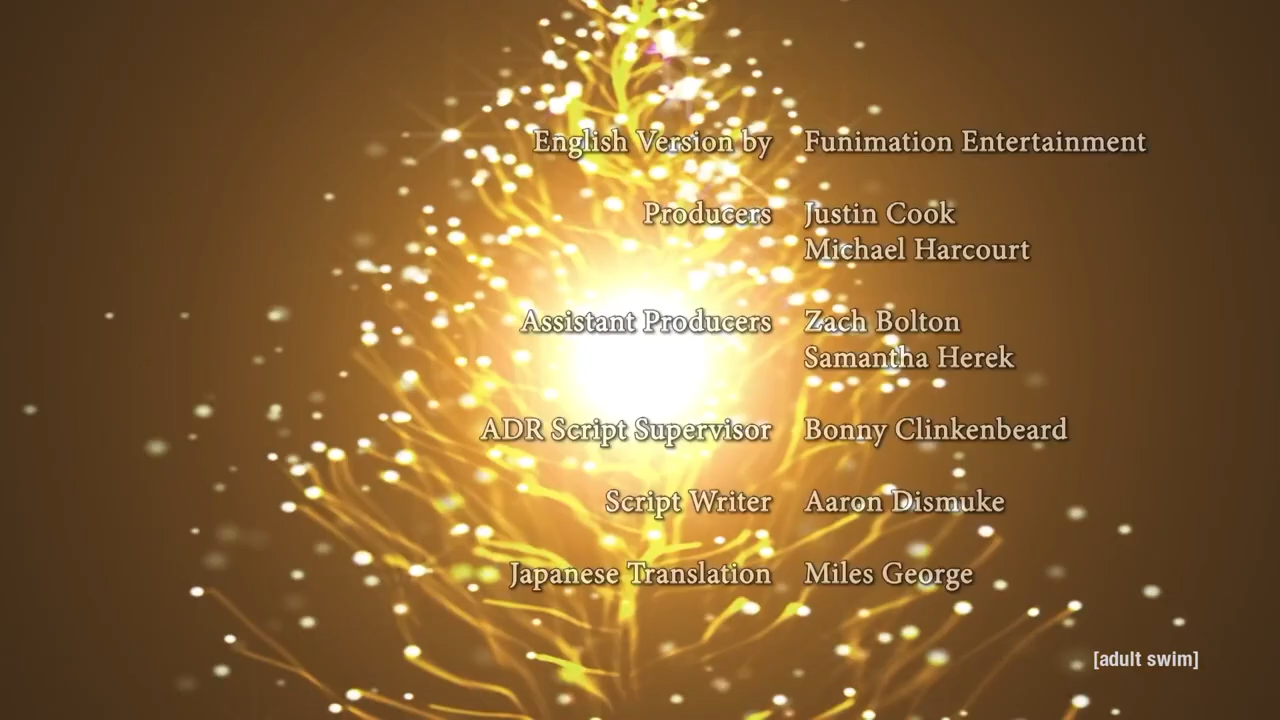 English Version by Funimation Entertainment
Producers Justin Cook
Michael Harcourt
Assistant Producers Zach Bolton
Samantha Herek
ADR Script Supervisor Bonny Clinkenbeard
Script Writer Aaron Dismuke
Japanese Translation Miles George
[adult swim]